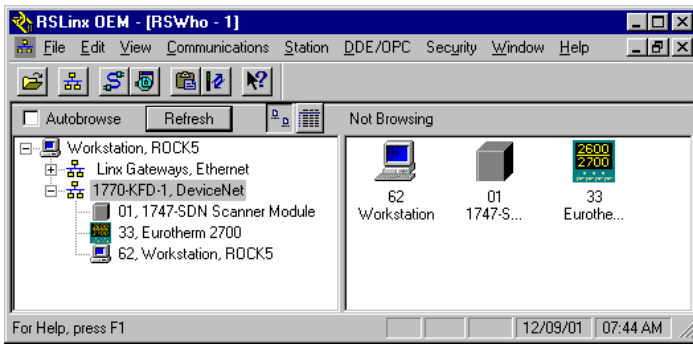 RSLinx OEM - [RSWho - 1]
File Edit View Communications Station DDE/OPC Security Window Help
Autobrowse Refresh Not Browsing
Workstation, ROCK5
Linx Gateways, Ethernet
1770-KFD-1, DeviceNet
01, 1747-SDN Scanner Module
33, Eurotherm 2700
62, Workstation, ROCK5
2600
2700
62 01 33
Workstation 1747-S... Eurothe...
For Help, press F1 12/09/01 07:44 AM